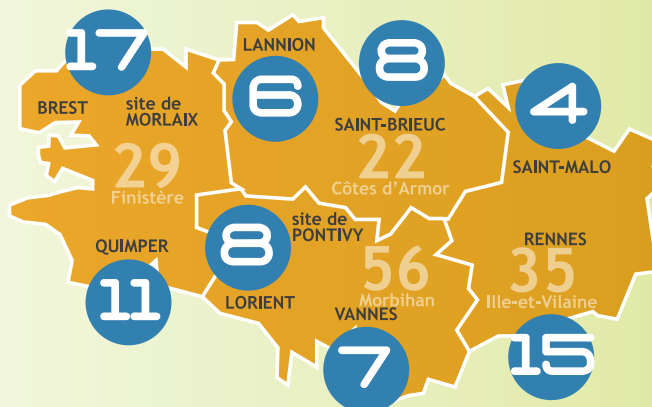 17
LANNION
8
6
4
BREST
site de
MORLAIX
SAINT-BRIEUC
22
Côtes d'Armor
29
Finistère
SAINT-MALO
site de
PONTIVY
8
QUIMPER
RENNES
56
Morbihan
35
Ille-et-Vilaine
11
LORIENT
VANNES
7
15